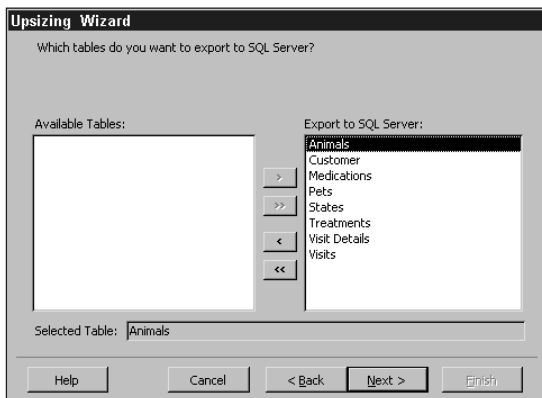 Upsizing Wizard
Which tables do you want to export to SQL Server?
Available Tables:
Export to SQL Server:
Animals
Customer
Medications
Pets
States
Treatments
Visit Details
Visits
>
>>
<
<<
Selected Table: Animals
Help Cancel < Back Next > Finish